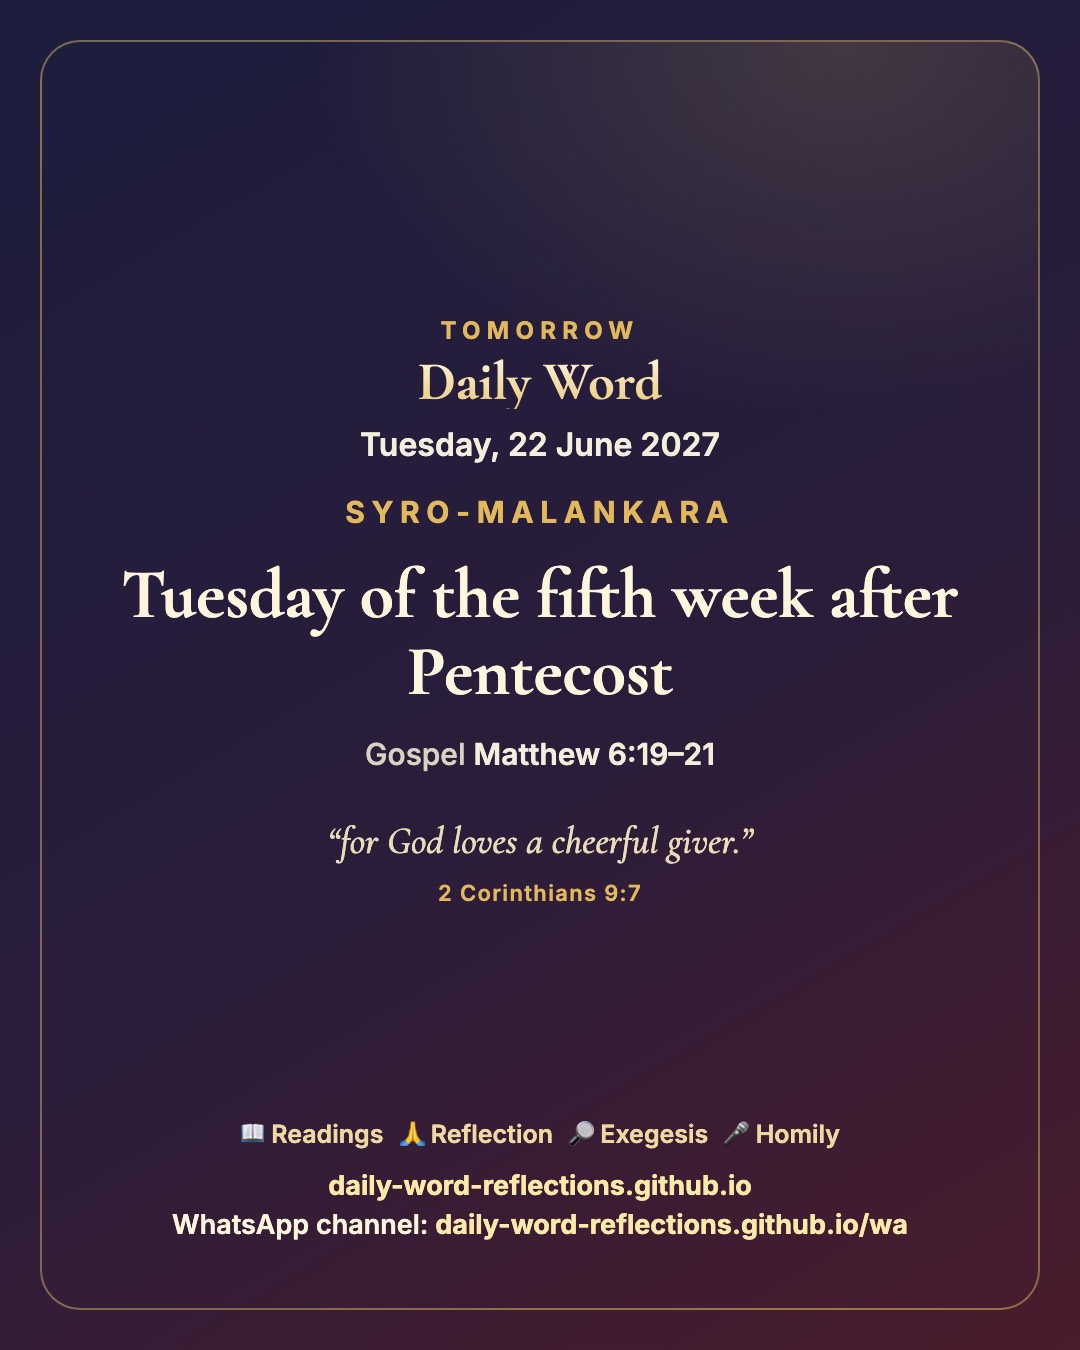 TOMORROW
Daily Word
Tuesday, 22 June 2027
SYRO-MALANKARA
Tuesday of the fifth week after
Pentecost
Gospel Matthew 6:19–21
“for God loves a cheerful giver.”
2 Corinthians 9:7
📖 Readings 🙏 Reflection 🔎 Exegesis 🎤 Homily
daily-word-reflections.github.io
WhatsApp channel: daily-word-reflections.github.io/wa